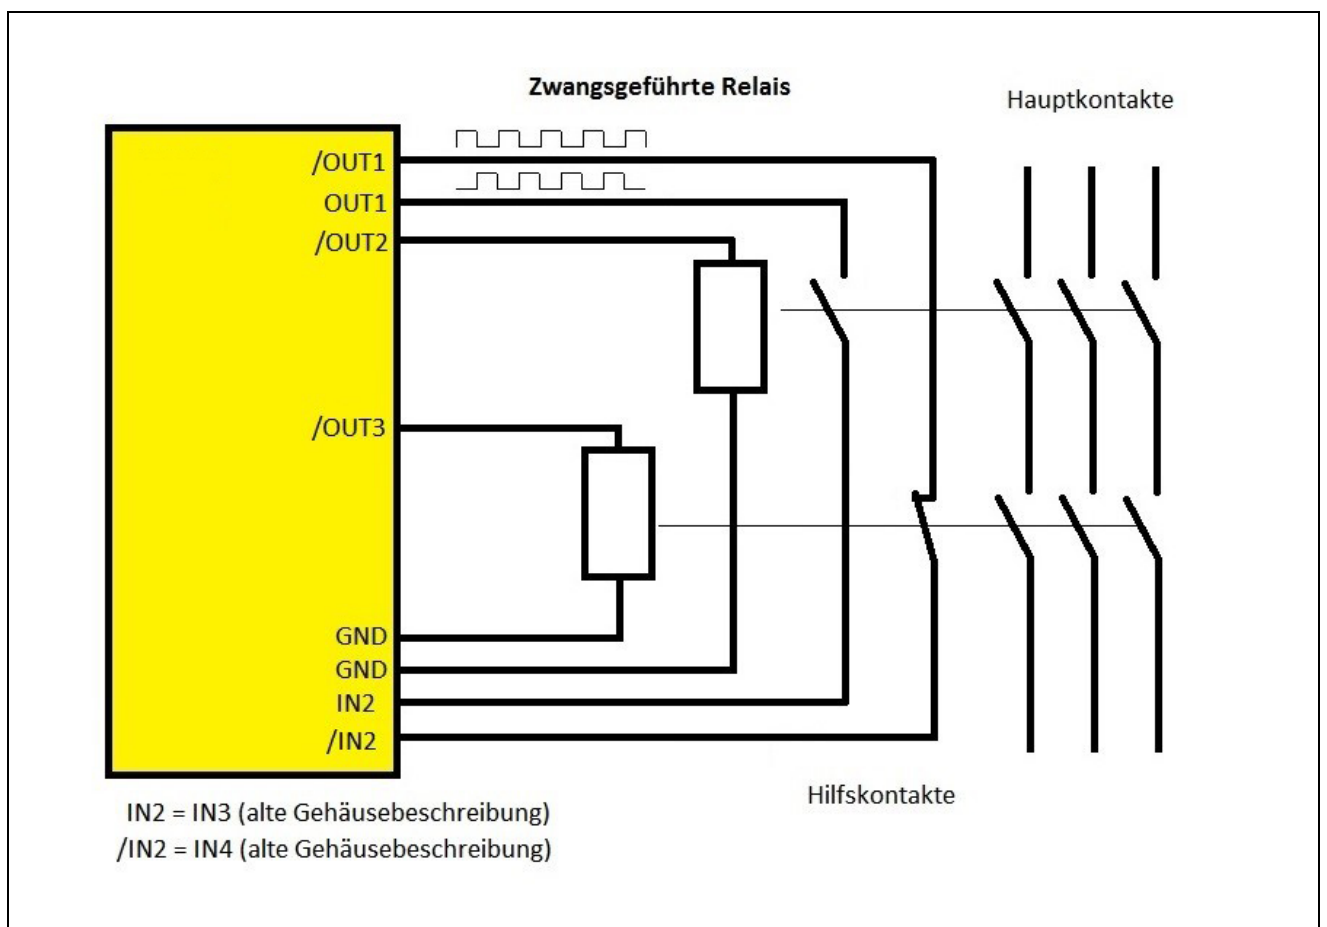 Zwangsgeführte Relais
Hauptkontakte
/OUT1
OUT1
/OUT2
/OUT3
GND
GND
IN2
/IN2
Hilfskontakte
IN2 = IN3 (alte Gehäusebeschreibung)
/IN2 = IN4 (alte Gehäusebeschreibung)